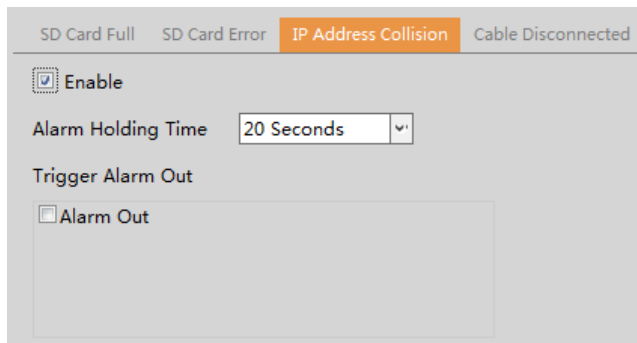 SD Card Full SD Card Error IP Address Collision Cable Disconnected
Enable
Alarm Holding Time 20 Seconds
Trigger Alarm Out
Alarm Out